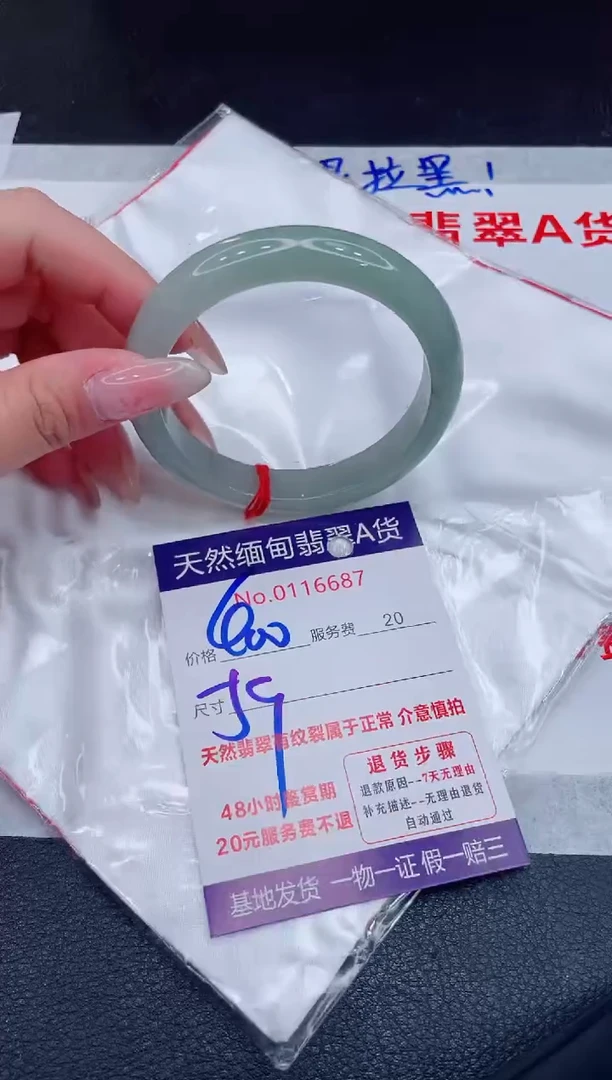 拉黑!
翡翠A货
天然缅甸翡翠A货
No.0116687
价格 600 服务费 20
尺寸 59
天然翡翠有纹裂属于正常 介意慎拍
48小时鉴赏期
20元服务费不退
退货步骤
退款原因--7天无理由
补充描述--无理由退货
自动通过
基地发货 一物一证 假一赔三